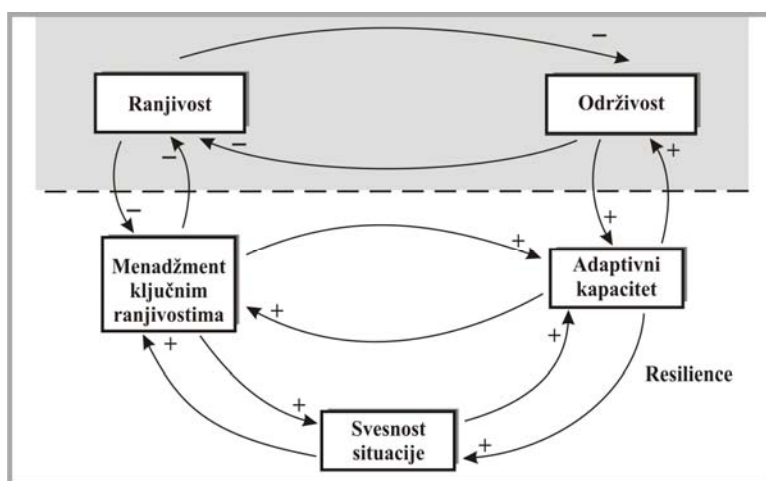 −
Ranjivost
Održivost
−
−
+
−
+
Menadžment
ključnim
ranjivostima
+
Adaptivni
kapacitet
+
+
+
Resilience
+
Svesnost
situacije
+